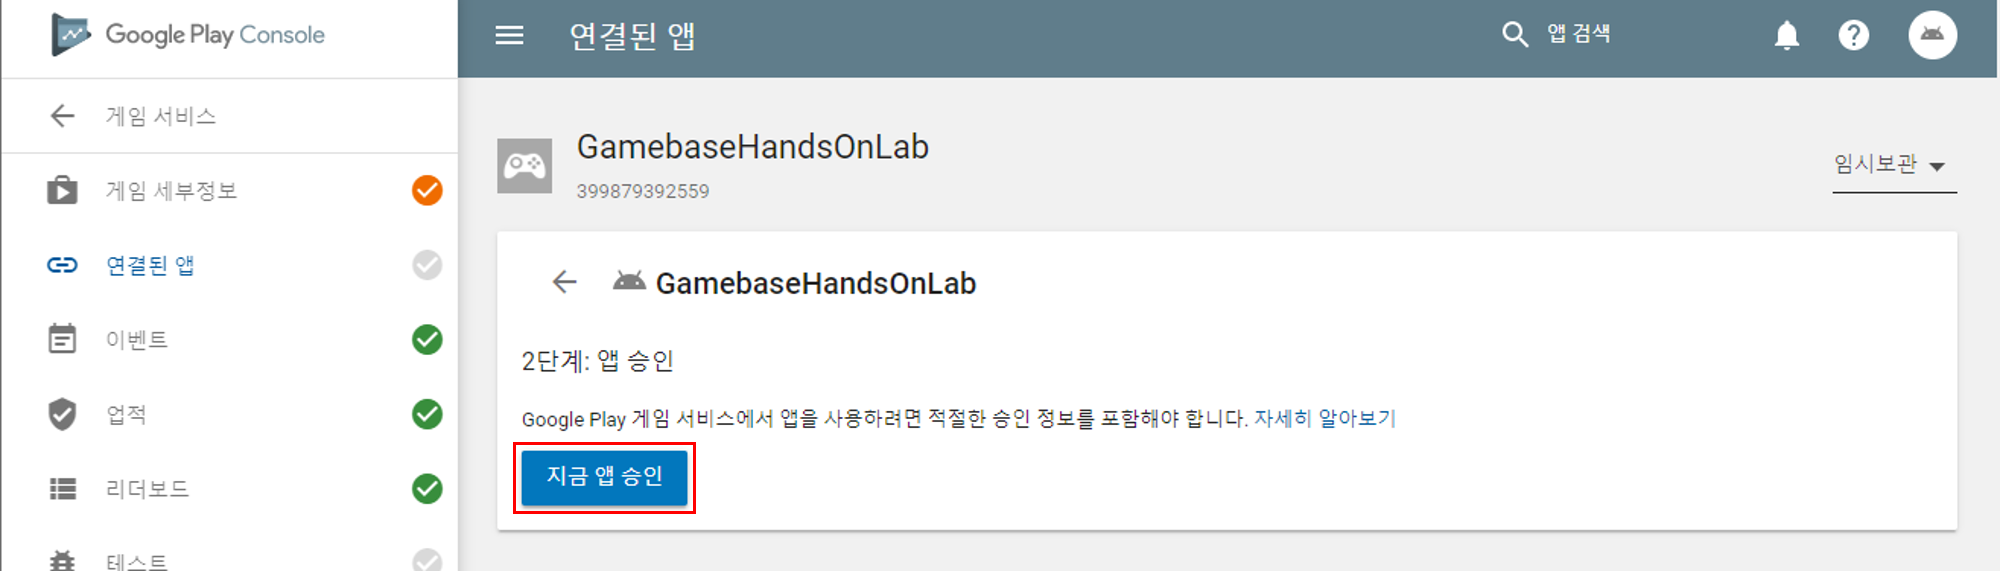 Google Play Console
연결된 앱
앱 검색
게임 서비스
게임 세부정보
연결된 앱
이벤트
업적
리더보드
테스트
GamebaseHandsOnLab
399879392559
임시보관
GamebaseHandsOnLab
2단계: 앱 승인
Google Play 게임 서비스에서 앱을 사용하려면 적절한 승인 정보를 포함해야 합니다. 자세히 알아보기
지금 앱 승인